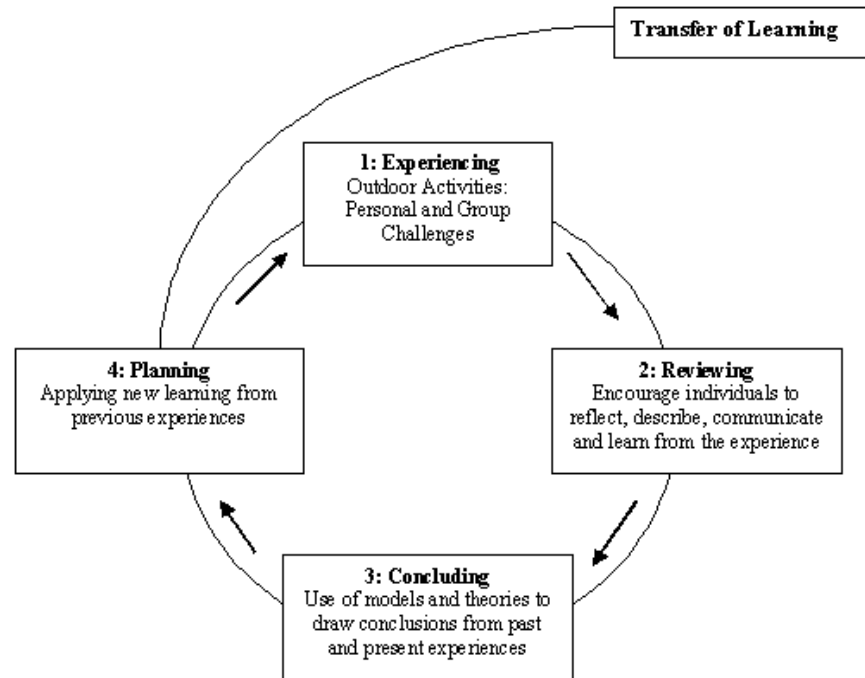 Transfer of Learning
1: Experiencing
Outdoor Activities:
Personal and Group
Challenges
2: Reviewing
Encourage individuals to
reflect, describe, communicate
and learn from the experience
3: Concluding
Use of models and theories to
draw conclusions from past
and present experiences
4: Planning
Applying new learning from
previous experiences